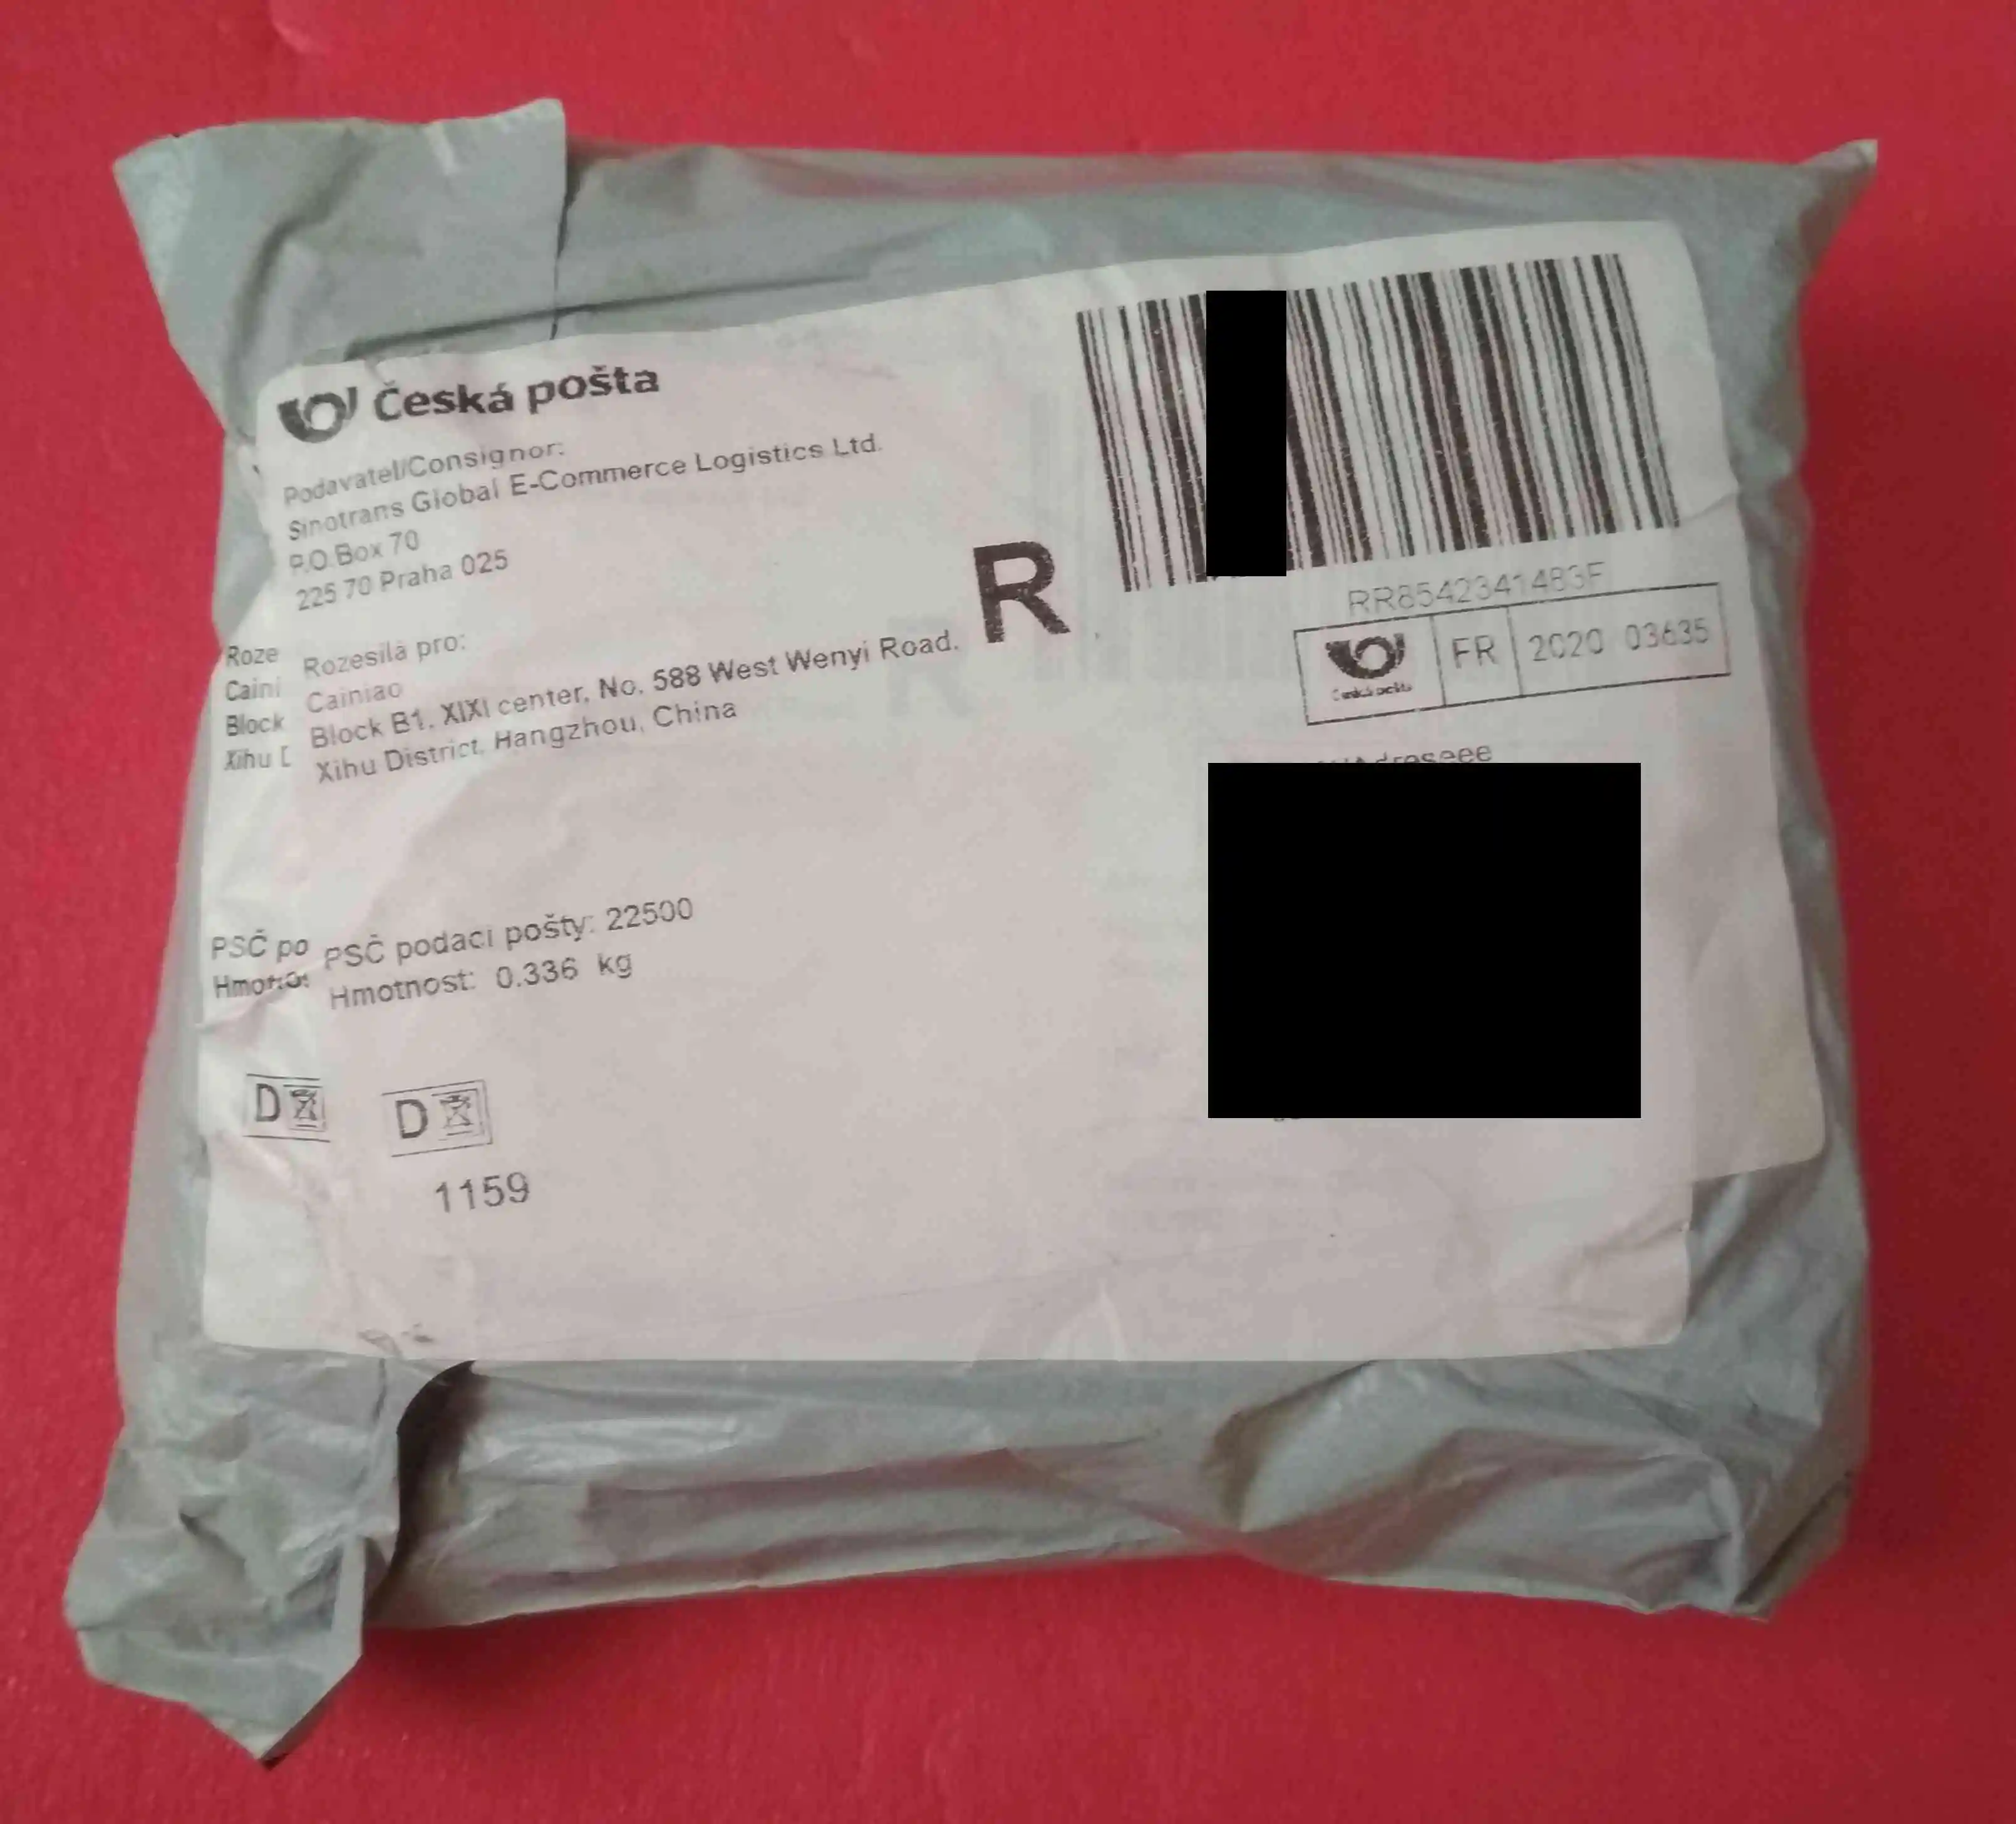 Česká pošta
Podavatel/Consignor:
Sinotrans Global E-Commerce Logistics Ltd.
P.O.Box 70
225 70 Praha 025
R
RR854234148
Česká pošta
FR
2020 03635
Roze
Rozesílá pro:
Caini
Cainiao
Block
Block B1, XIXI center, No. 588 West Wenyi Road.
Xihu D
Xihu District, Hangzhou, China
PSČ po
PSČ podací pošty: 22500
Hmotnost: 0.336 kg
D
D
1159